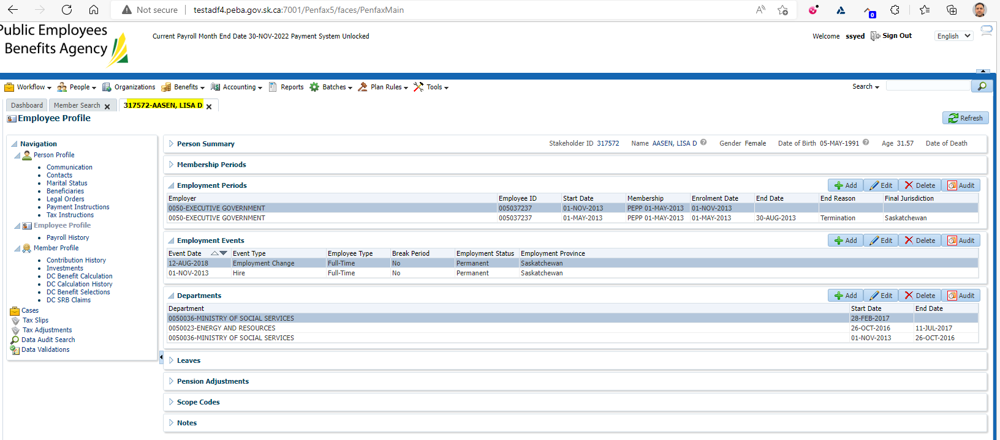 Not secure testadf4.peba.gov.sk.ca:7001/Penfax5/faces/PenfaxMain
0
Public Employees
Benefits Agency
Current Payroll Month End Date 30-NOV-2022 Payment System Unlocked
Welcome ssyed Sign Out English
Workflow People Organizations Benefits Accounting Reports Batches Plan Rules Tools Search
Dashboard Member Search 317572-AASEN, LISA D
Employee Profile
Refresh
Navigation
Person Profile
Communication
Contacts
Marital Status
Beneficiaries
Legal Orders
Payment Instructions
Tax Instructions
Employee Profile
Payroll History
Member Profile
Contribution History
Investments
DC Benefit Calculation
DC Calculation History
DC Benefit Selections
DC SRB Claims
Cases
Tax Slips
Tax Adjustments
Data Audit Search
Data Validations
Person Summary Stakeholder ID 317572 Name AASEN, LISA D Gender Female Date of Birth 05-MAY-1991 Age 31.57 Date of Death
Membership Periods
Employment Periods Add Edit Delete Audit
Employer Employee ID Start Date Membership Enrolment Date End Date End Reason Final Jurisdiction
0050-EXECUTIVE GOVERNMENT 005037237 01-NOV-2013 PEPP 01-MAY-2013 01-NOV-2013
0050-EXECUTIVE GOVERNMENT 005037237 01-MAY-2013 PEPP 01-MAY-2013 01-MAY-2013 30-AUG-2013 Termination Saskatchewan
Employment Events Add Edit Delete Audit
Event Date Event Type Employee Type Break Period Employment Status Employment Province
12-AUG-2018 Employment Change Full-Time No Permanent Saskatchewan
01-NOV-2013 Hire Full-Time No Permanent Saskatchewan
Departments Add Edit Delete Audit
Department Start Date End Date
0050036-MINISTRY OF SOCIAL SERVICES 28-FEB-2017
0050023-ENERGY AND RESOURCES 26-OCT-2016 11-JUL-2017
0050036-MINISTRY OF SOCIAL SERVICES 01-NOV-2013 26-OCT-2016
Leaves
Pension Adjustments
Scope Codes
Notes